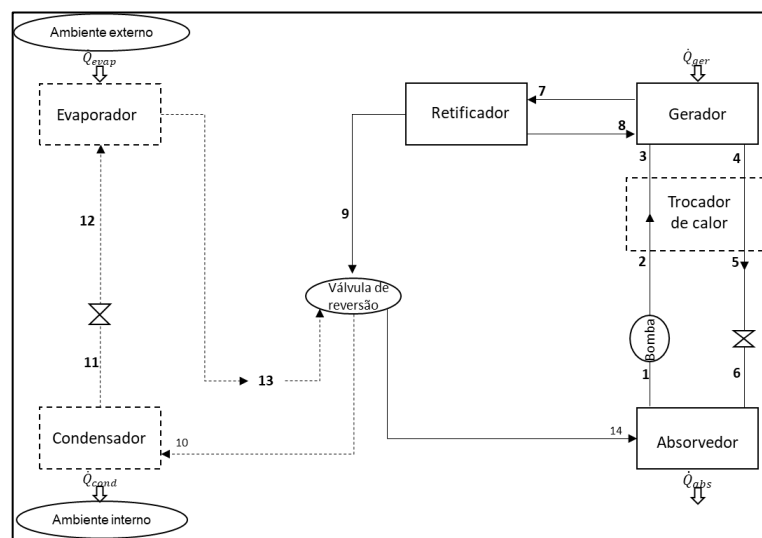 Ambiente externo
Q̇evap
Q̇ger
Evaporador
Retificador
7
8
Gerador
3
4
Trocador
de calor
12
9
2
5
Válvula de
reversão
Bomba
11
13
1
6
Condensador
10
14
Absorvedor
Q̇cond
Q̇abs
Ambiente interno